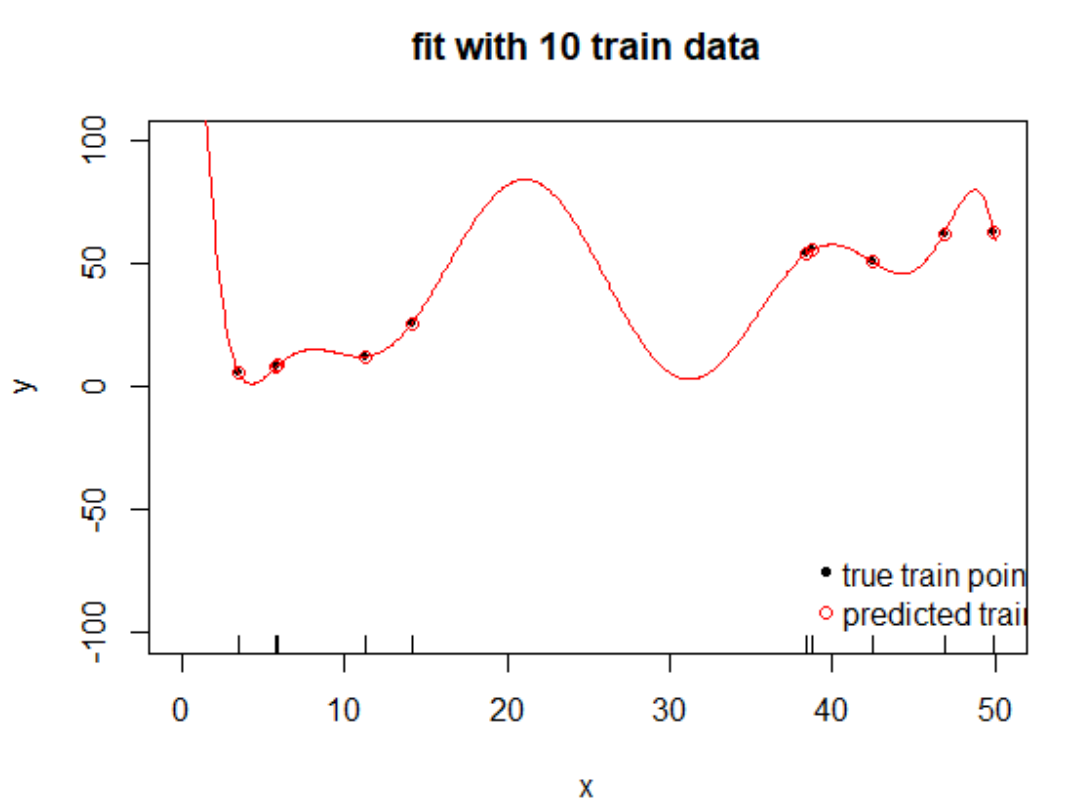 fit with 10 train data
100
50
0
-50
-100
y
true train poin
predicted trai
0 10 20 30 40 50
x